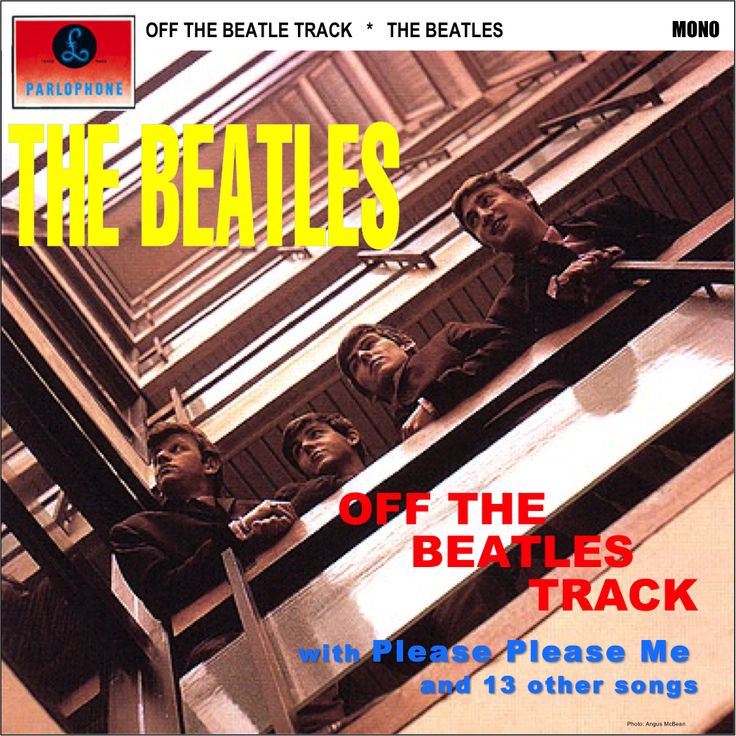 OFF THE BEATLE TRACK * THE BEATLES
MONO
£
PARLOPHONE
THE BEATLES
OFF THE
BEATLES
TRACK
with Please Please Me
and 13 other songs
Photo: Angus McBean